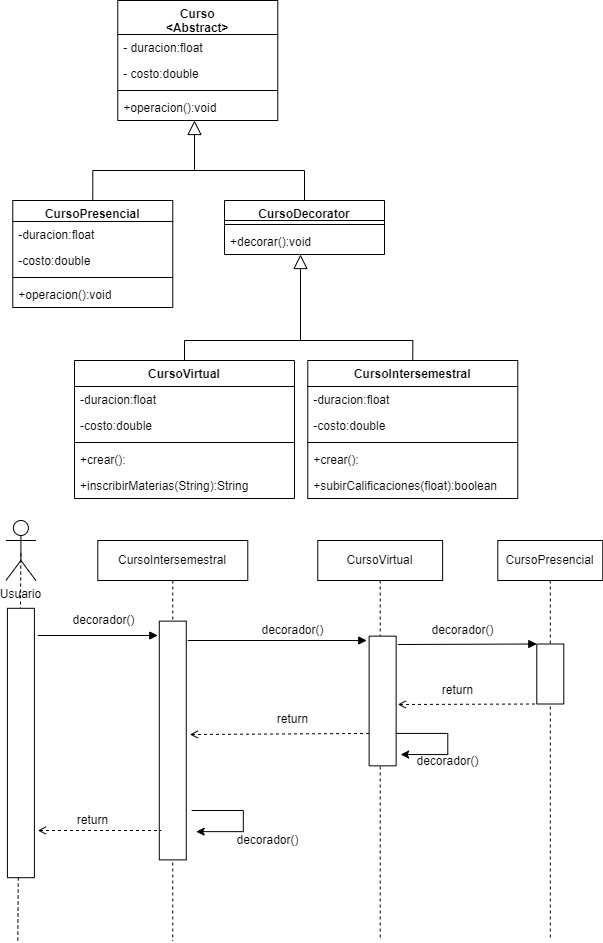 Curso
<Abstract>
- duracion:float
- costo:double
+operacion():void
CursoPresencial
-duracion:float
-costo:double
+operacion():void
CursoDecorator
+decorar():void
CursoVirtual
-duracion:float
-costo:double
+crear():
+inscribirMaterias(String):String
CursoIntersemestral
-duracion:float
-costo:double
+crear():
+subirCalificaciones(float):boolean
Usuario
CursoIntersemestral
CursoVirtual
CursoPresencial
decorador()
decorador()
decorador()
return
return
decorador()
return
decorador()